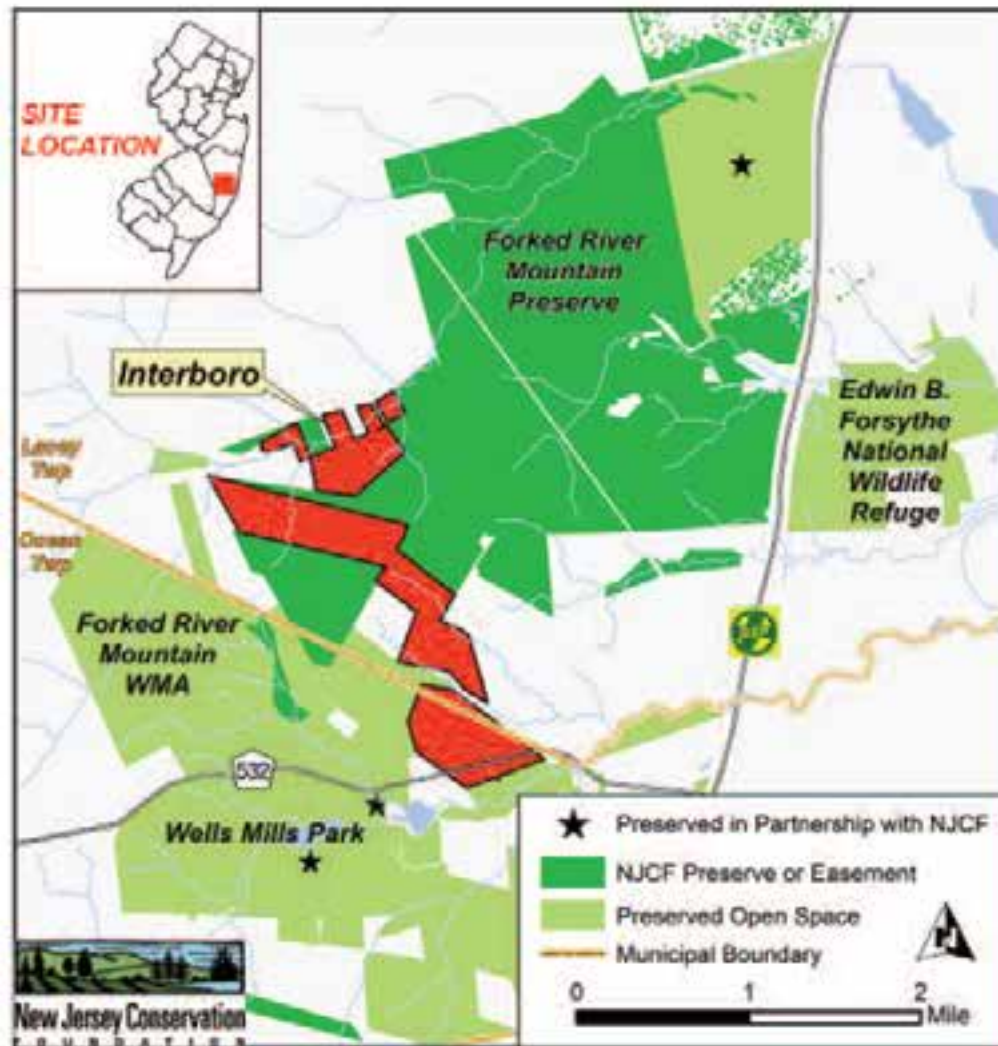 SITE
LOCATION
Forked River
Mountain
Preserve
Interboro
Edwin B.
Forsythe
National
Wildlife
Refuge
Lacey
Twp
Ocean
Twp
Forked River
Mountain
WMA
532
Wells Mills Park
Preserved in Partnership with NJCF
NJCF Preserve or Easement
Preserved Open Space
Municipal Boundary
N
0 1 2
Mile
New Jersey Conservation
FOUNDATION